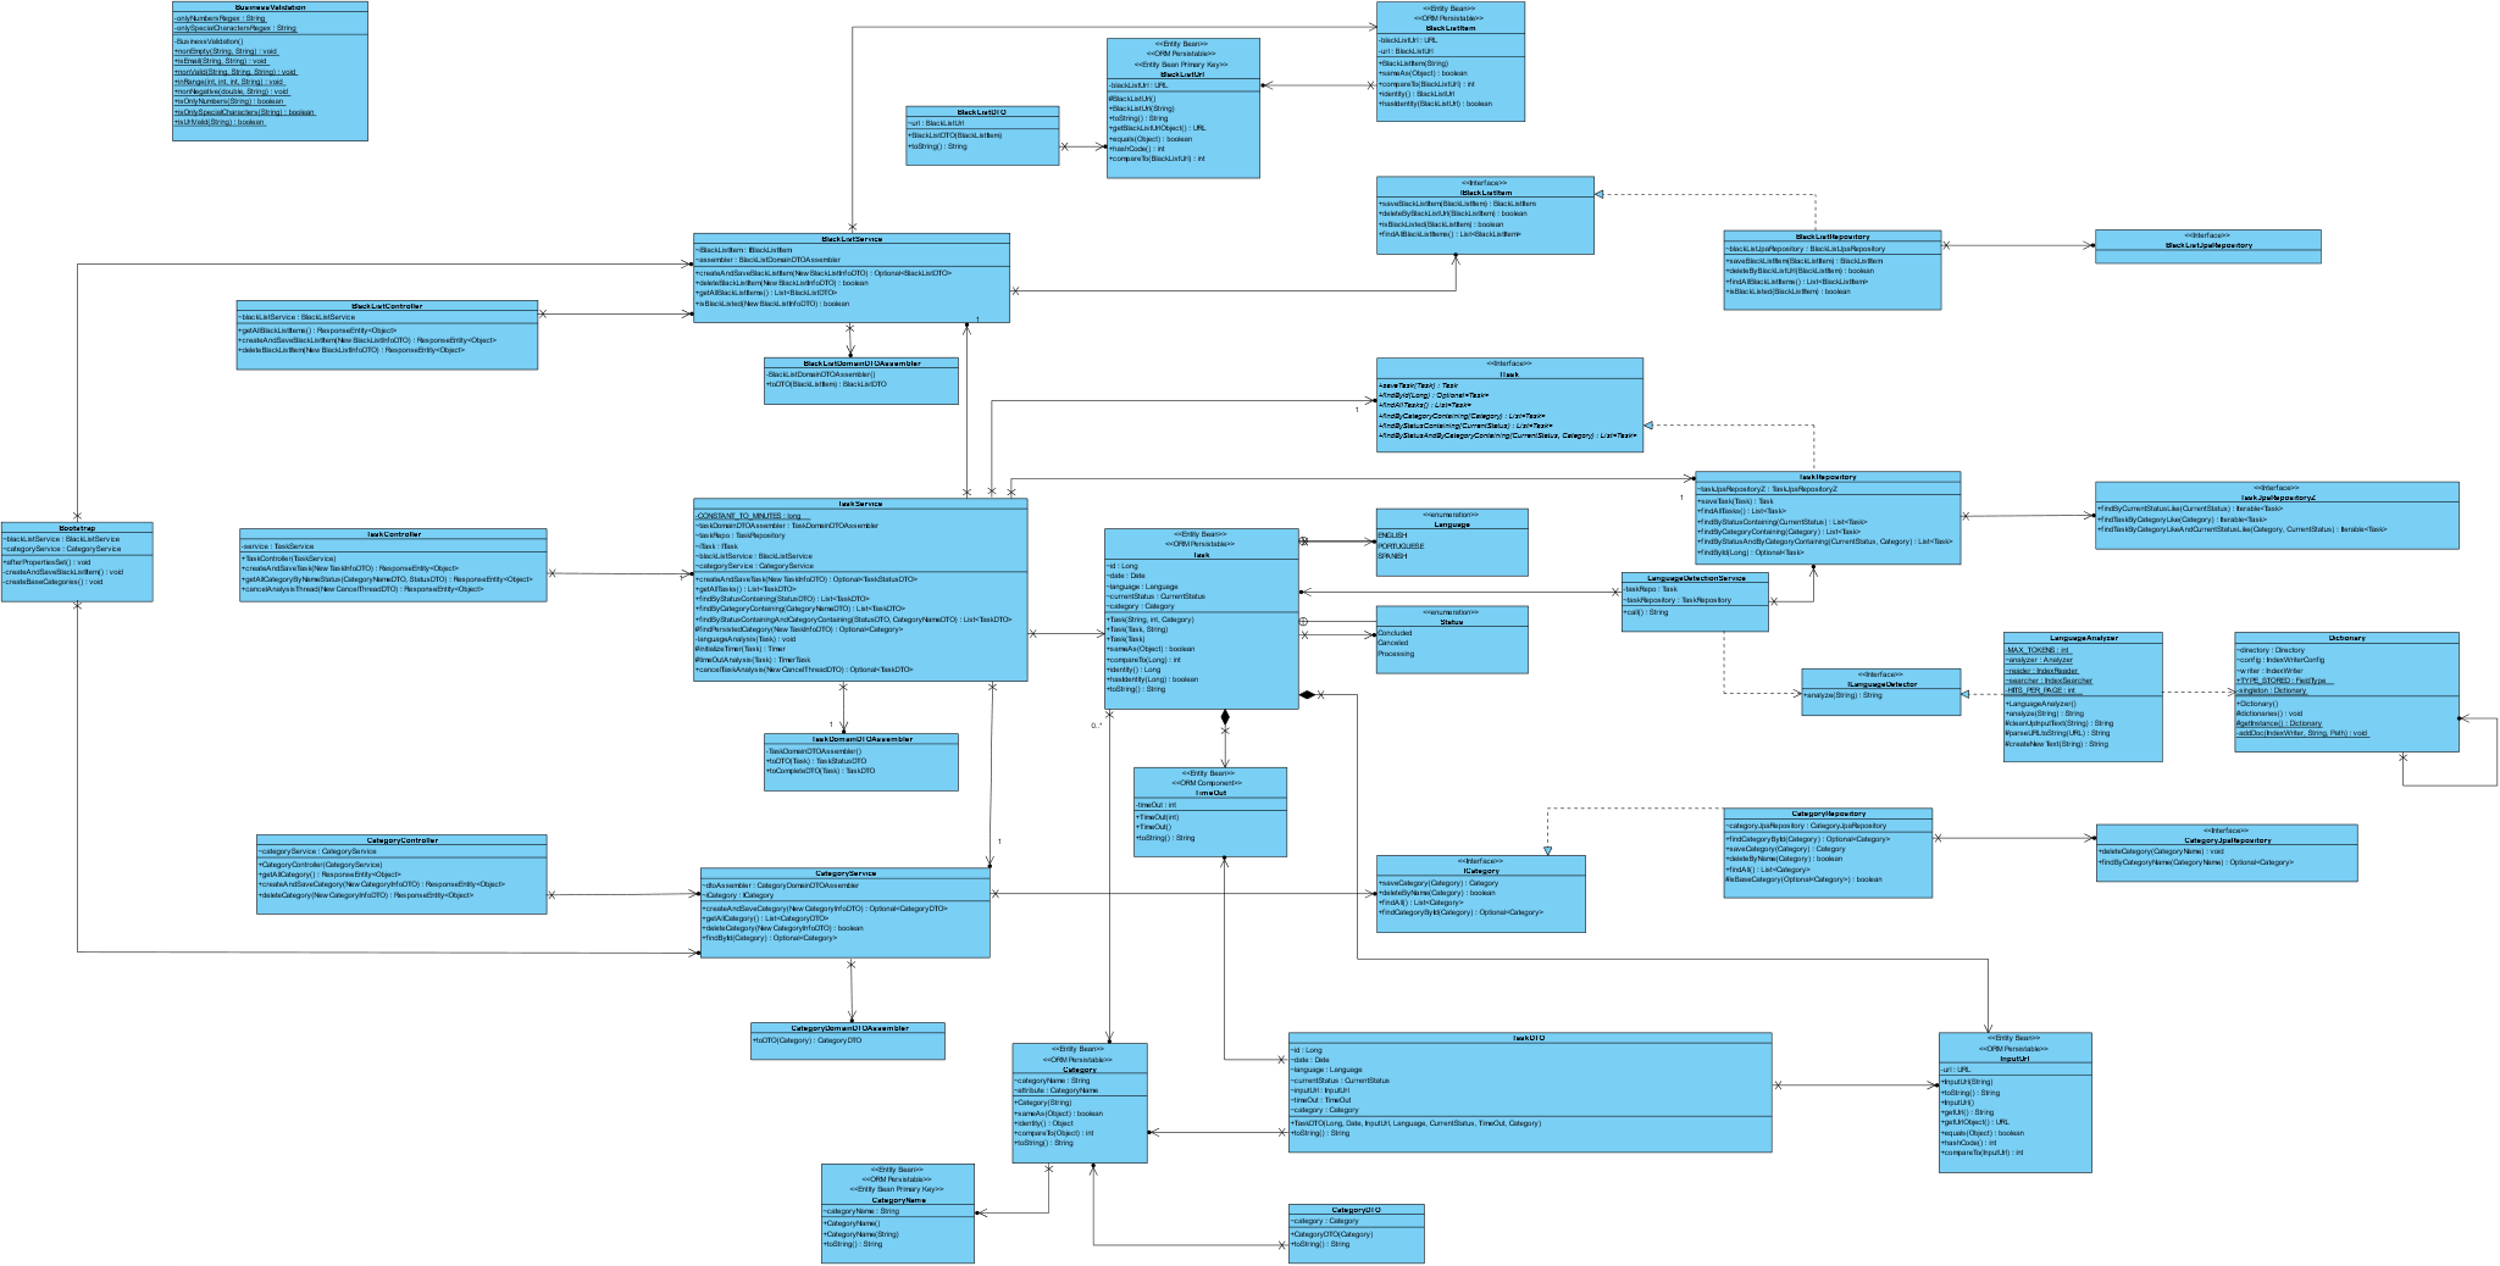 BusinessValidation
-onlyNumbersRegex : String
-onlySpecialCharactersRegex : String
-BusinessValidation()
+nonEmpty(String, String) : void
+isEmail(String, String) : void
+nonValid(String, String, String) : void
+inRange(int, int, int, String) : void
+nonNegative(double, String) : void
+isOnlyNumbers(String) : boolean
+isOnlySpecialCharacters(String) : boolean
+isUrlValid(String) : boolean
<<Entity Bean>>
<<ORM Persistable>>
BlackListItem
-blackListUrl : URL
-url : BlackListUrl
+BlackListItem(String)
+sameAs(Object) : boolean
+compareTo(BlackListUrl) : int
+identity() : BlackListUrl
+hasIdentity(BlackListUrl) : boolean
<<Entity Bean>>
<<ORM Persistable>>
<<Entity Bean Primary Key>>
BlackListUrl
-blackListUrl : URL
#BlackListUrl()
+BlackListUrl(String)
+toString() : String
+getBlackListUrlObject() : URL
+equals(Object) : boolean
+hashCode() : int
+compareTo(BlackListUrl) : int
BlackListDTO
~url : BlackListUrl
+BlackListDTO(BlackListItem)
+toString() : String
<<Interface>>
IBlackListItem
+saveBlackListItem(BlackListItem) : BlackListItem
+deleteByBlackListUrl(BlackListItem) : boolean
+isBlackListed(BlackListItem) : boolean
+findAllBlackListItems() : List<BlackListItem>
BlackListRepository
~blackListJpaRepository : BlackListJpaRepository
+saveBlackListItem(BlackListItem) : BlackListItem
+deleteByBlackListUrl(BlackListItem) : boolean
+findAllBlackListItems() : List<BlackListItem>
+isBlackListed(BlackListItem) : boolean
<<Interface>>
BlackListJpaRepository
BlackListService
~iBlackListItem : IBlackListItem
~assembler : BlackListDomainDTOAssembler
+createAndSaveBlackListItem(NewBlackListInfoDTO) : Optional<BlackListDTO>
+deleteBlackListItem(NewBlackListInfoDTO) : boolean
+getAllBlackListItems() : List<BlackListDTO>
+isBlackListed(NewBlackListInfoDTO) : boolean
1
BlackListController
~blackListService : BlackListService
+getAllBlackListItems() : ResponseEntity<Object>
+createAndSaveBlackListItem(NewBlackListInfoDTO) : ResponseEntity<Object>
+deleteBlackListItem(NewBlackListInfoDTO) : ResponseEntity<Object>
BlackListDomainDTOAssembler
-BlackListDomainDTOAssembler()
+toDTO(BlackListItem) : BlackListDTO
<<Interface>>
ITask
+saveTask(Task) : Task
+findById(Long) : Optional<Task>
+findAllTasks() : List<Task>
+findByCategoryContaining(Category) : List<Task>
+findByStatusContaining(CurrentStatus) : List<Task>
+findByStatusAndByCategoryContaining(CurrentStatus, Category) : List<Task>
1
TaskRepository
~taskJpaRepositoryZ : TaskJpaRepositoryZ
+saveTask(Task) : Task
+findAllTasks() : List<Task>
+findByStatusContaining(CurrentStatus) : List<Task>
+findByCategoryContaining(Category) : List<Task>
+findByStatusAndByCategoryContaining(CurrentStatus, Category) : List<Task>
+findById(Long) : Optional<Task>
1
<<Interface>>
TaskJpaRepositoryZ
+findByCurrentStatusLike(CurrentStatus) : Iterable<Task>
+findTaskByCategoryLike(Category) : Iterable<Task>
+findTaskByCategoryLikeAndCurrentStatusLike(Category, CurrentStatus) : Iterable<Task>
Bootstrap
~blackListService : BlackListService
~categoryService : CategoryService
+afterPropertiesSet() : void
-createAndSaveBlackListItem() : void
-createBaseCategories() : void
TaskController
-service : TaskService
+TaskController(TaskService)
+createAndSaveTask(NewTaskInfoDTO) : ResponseEntity<Object>
+getAllCategoryByNameStatus(CategoryNameDTO, StatusDTO) : ResponseEntity<Object>
+cancelAnalysisThread(NewCancelThreadDTO) : ResponseEntity<Object>
1
TaskService
-CONSTANT_TO_MINUTES : long
~taskDomainDTOAssembler : TaskDomainDTOAssembler
~taskRepo : TaskRepository
~iTask : ITask
~blackListService : BlackListService
~categoryService : CategoryService
+createAndSaveTask(NewTaskInfoDTO) : Optional<TaskStatusDTO>
+getAllTasks() : List<TaskDTO>
+findByStatusContaining(StatusDTO) : List<TaskDTO>
+findByCategoryContaining(CategoryNameDTO) : List<TaskDTO>
+findByStatusContainingAndCategoryContaining(StatusDTO, CategoryNameDTO) : List<TaskDTO>
#findPersistedCategory(NewTaskInfoDTO) : Optional<Category>
-languageAnalysis(Task) : void
#initializeTimer(Task) : Timer
#timeOutAnalysis(Task) : TimerTask
+cancelTaskAnalysis(NewCancelThreadDTO) : Optional<TaskDTO>
<<Entity Bean>>
<<ORM Persistable>>
Task
~id : Long
~date : Date
~language : Language
~currentStatus : CurrentStatus
~category : Category
+Task(String, int, Category)
+Task(Task, String)
+Task(Task)
+sameAs(Object) : boolean
+compareTo(Long) : int
+identity() : Long
+hasIdentity(Long) : boolean
+toString() : String
0..*
<<enumeration>>
Language
ENGLISH
PORTUGUESE
SPANISH
<<enumeration>>
Status
Concluded
Canceled
Processing
LanguageDetectionService
-taskRepo : Task
~taskRepository : TaskRepository
+call() : String
<<Interface>>
ILanguageDetector
+analyze(String) : String
LanguageAnalyzer
-MAX_TOKENS : int
~analyzer : Analyzer
~reader : IndexReader
~searcher : IndexSearcher
-HITS_PER_PAGE : int
+LanguageAnalyzer()
+analyze(String) : String
#cleanUpInputText(String) : String
#parseURLtoString(URL) : String
#createNewText(String) : String
Dictionary
~directory : Directory
~config : IndexWriterConfig
~writer : IndexWriter
+TYPE_STORED : FieldType
-singleton : Dictionary
+Dictionary()
#dictionaries() : void
#getInstance() : Dictionary
-addDoc(IndexWriter, String, Path) : void
1
TaskDomainDTOAssembler
-TaskDomainDTOAssembler()
+toDTO(Task) : TaskStatusDTO
+toCompleteDTO(Task) : TaskDTO
<<Entity Bean>>
<<ORM Component>>
TimeOut
-timeOut : int
+TimeOut(int)
+TimeOut()
+toString() : String
CategoryController
~categoryService : CategoryService
+CategoryController(CategoryService)
+getAllCategory() : ResponseEntity<Object>
+createAndSaveCategory(NewCategoryInfoDTO) : ResponseEntity<Object>
+deleteCategory(NewCategoryInfoDTO) : ResponseEntity<Object>
1
CategoryService
~dtoAssembler : CategoryDomainDTOAssembler
~iCategory : ICategory
+createAndSaveCategory(NewCategoryInfoDTO) : Optional<CategoryDTO>
+getAllCategory() : List<CategoryDTO>
+deleteCategory(NewCategoryInfoDTO) : boolean
+findById(Category) : Optional<Category>
<<Interface>>
ICategory
+saveCategory(Category) : Category
+deleteByName(Category) : boolean
+findAll() : List<Category>
+findCategoryById(Category) : Optional<Category>
CategoryRepository
~categoryJpaRepository : CategoryJpaRepository
+findCategoryById(Category) : Optional<Category>
+saveCategory(Category) : Category
+deleteByName(Category) : boolean
+findAll() : List<Category>
#isBaseCategory(Optional<Category>) : boolean
<<Interface>>
CategoryJpaRepository
+deleteCategory(CategoryName) : void
+findByCategoryName(CategoryName) : Optional<Category>
CategoryDomainDTOAssembler
+toDTO(Category) : CategoryDTO
<<Entity Bean>>
<<ORM Persistable>>
Category
~categoryName : String
~attribute : CategoryName
+Category(String)
+sameAs(Object) : boolean
+identity() : Object
+compareTo(Object) : int
+toString() : String
TaskDTO
~id : Long
~date : Date
~language : Language
~currentStatus : CurrentStatus
~inputUrl : InputUrl
~timeOut : TimeOut
~category : Category
+TaskDTO(Long, Date, InputUrl, Language, CurrentStatus, TimeOut, Category)
+toString() : String
<<Entity Bean>>
<<ORM Persistable>>
InputUrl
-url : URL
+InputUrl(String)
+toString() : String
+InputUrl()
+getUrl() : String
+getUrlObject() : URL
+equals(Object) : boolean
+hashCode() : int
+compareTo(InputUrl) : int
<<Entity Bean>>
<<ORM Persistable>>
<<Entity Bean Primary Key>>
CategoryName
~categoryName : String
+CategoryName()
+CategoryName(String)
+toString() : String
CategoryDTO
~category : Category
+CategoryDTO(Category)
+toString() : String